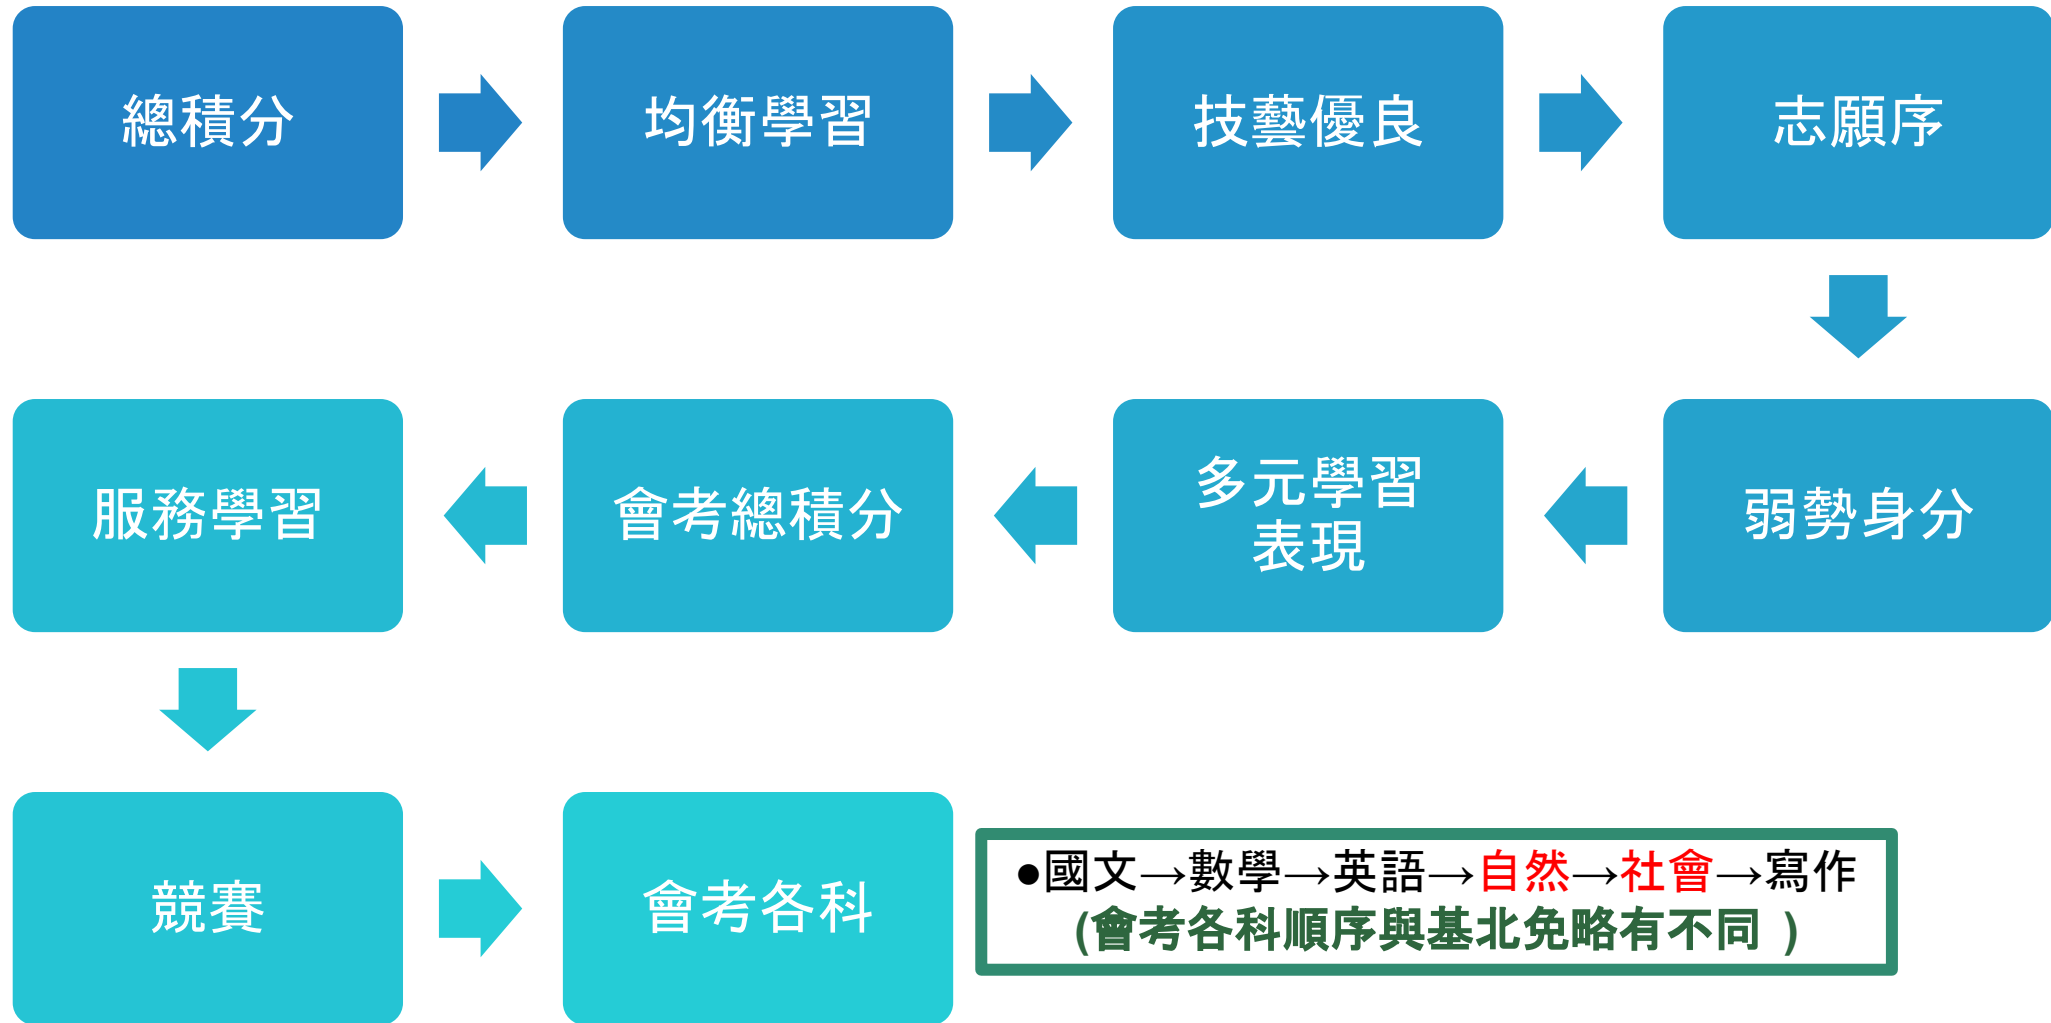 總積分
均衡學習
技藝優良
志願序
弱勢身分
多元學習
表現
會考總積分
服務學習
競賽
會考各科
●國文→數學→英語→自然→社會→寫作
(會考各科順序與基北免略有不同 )